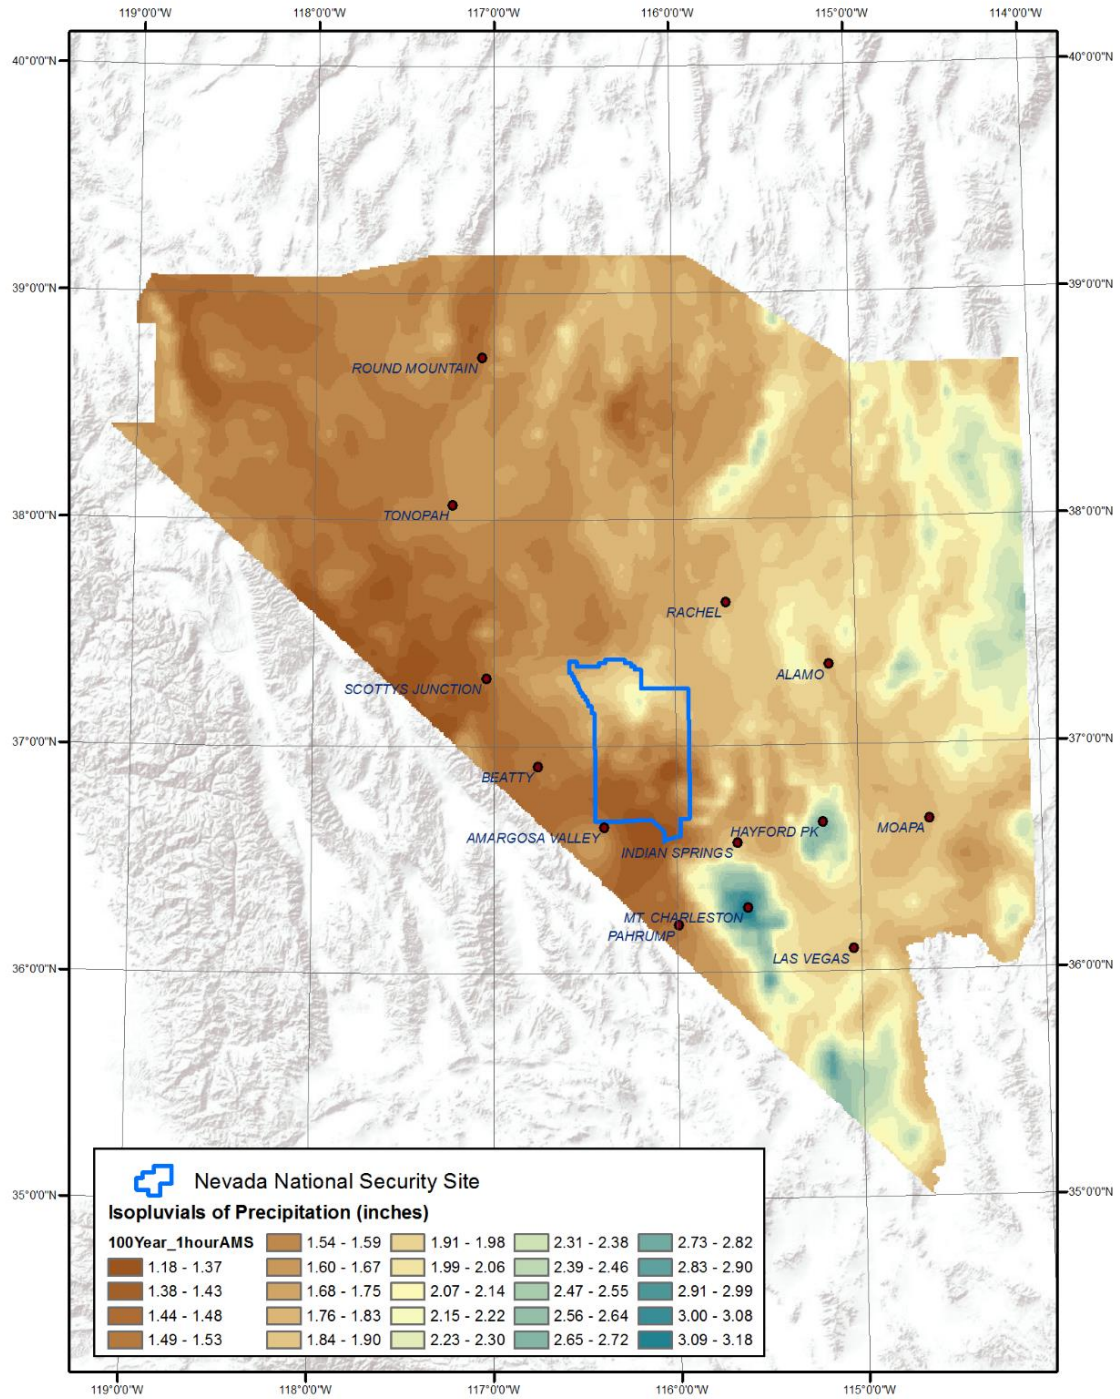 119°0'0"W 118°0'0"W 117°0'0"W 116°0'0"W 115°0'0"W 114°0'0"W
40°0'0"N 40°0'0"N
39°0'0"N 39°0'0"N
ROUND MOUNTAIN
38°0'0"N 38°0'0"N
TONOPAH
RACHEL
ALAMO
SCOTTYS JUNCTION
37°0'0"N 37°0'0"N
BEATTY
AMARGOSA VALLEY
HAYFORD PK
MOAPA
INDIAN SPRINGS
MT. CHARLESTON
PAHRUMP
LAS VEGAS
36°0'0"N 36°0'0"N
Nevada National Security Site
35°0'0"N 35°0'0"N
Isopluvials of Precipitation (inches)
100Year_1hourAMS 1.54 - 1.59 1.91 - 1.98 2.31 - 2.38 2.73 - 2.82
1.18 - 1.37 1.60 - 1.67 1.99 - 2.06 2.39 - 2.46 2.83 - 2.90
1.38 - 1.43 1.68 - 1.75 2.07 - 2.14 2.47 - 2.55 2.91 - 2.99
1.44 - 1.48 1.76 - 1.83 2.15 - 2.22 2.56 - 2.64 3.00 - 3.08
1.49 - 1.53 1.84 - 1.90 2.23 - 2.30 2.65 - 2.72 3.09 - 3.18
119°0'0"W 118°0'0"W 117°0'0"W 116°0'0"W 115°0'0"W